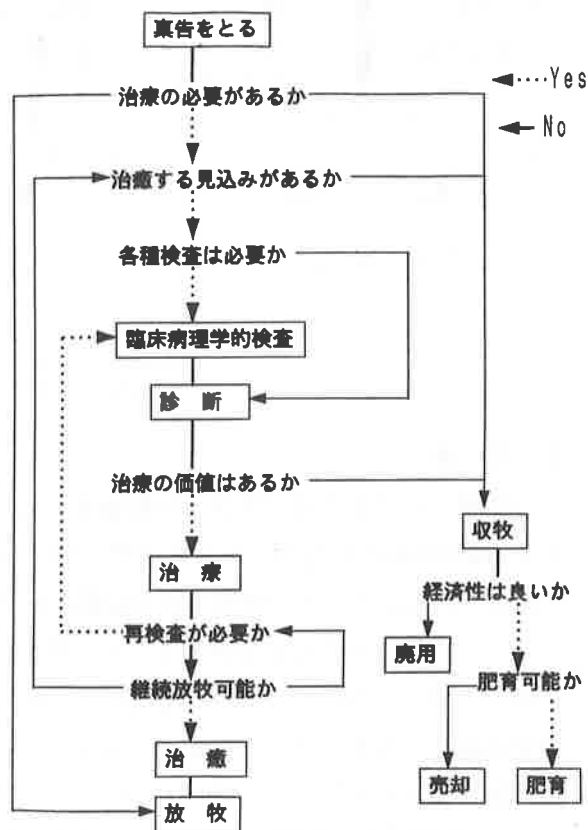 稟告をとる
Yes
治療の必要があるか
No
治癒する見込みがあるか
各種検査は必要か
臨床病理学的検査
診 断
治療の価値はあるか
収牧
治 療
経済性は良いか
再検査が必要か
廃用
継続放牧可能か
肥育可能か
治 癒
売却
肥育
放 牧